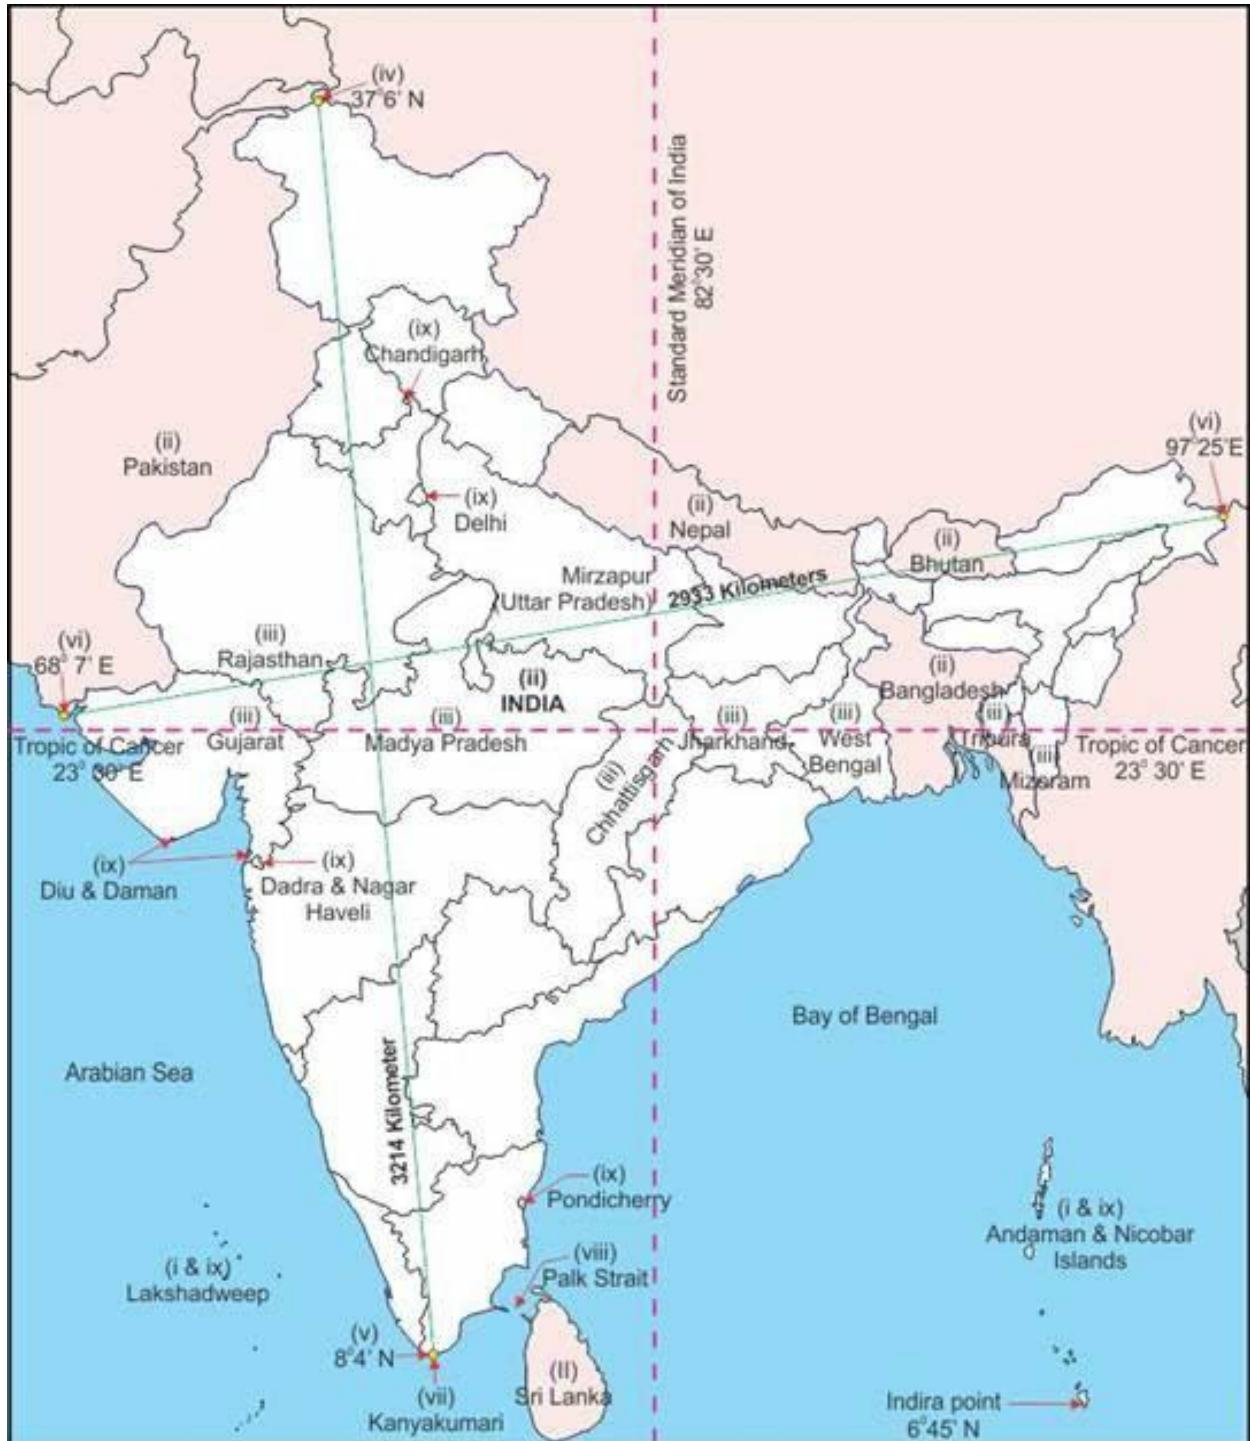 (iv)
37°6' N
Standard Meridian of India
82°30' E
(ix)
Chandigarh
(ii)
Pakistan
(vi)
97°25'E
(ix)
Delhi
(ii)
Nepal
(ii)
Bhutan
Mirzapur
(Uttar Pradesh)
2933 Kilometers
(vi)
68° 7' E
(iii)
Rajasthan
(ii)
INDIA
(ii)
Bangladesh
Tropic of Cancer
23° 30' E
(iii)
Gujarat
(iii)
Madya Pradesh
(iii)
Chhattisgarh
(iii)
Jharkhand
(iii)
West
Bengal
(iii)
Tripura
(iii)
Mizoram
Tropic of Cancer
23° 30' E
(ix)
Diu & Daman
(ix)
Dadra & Nagar
Haveli
Bay of Bengal
Arabian Sea
3214 Kilometer
(ix)
Pondicherry
(i & ix)
Andaman & Nicobar
Islands
(i & ix)
Lakshadweep
(viii)
Palk Strait
(v)
8°4' N
(vii)
Kanyakumari
(II)
Sri Lanka
Indira point
6°45' N